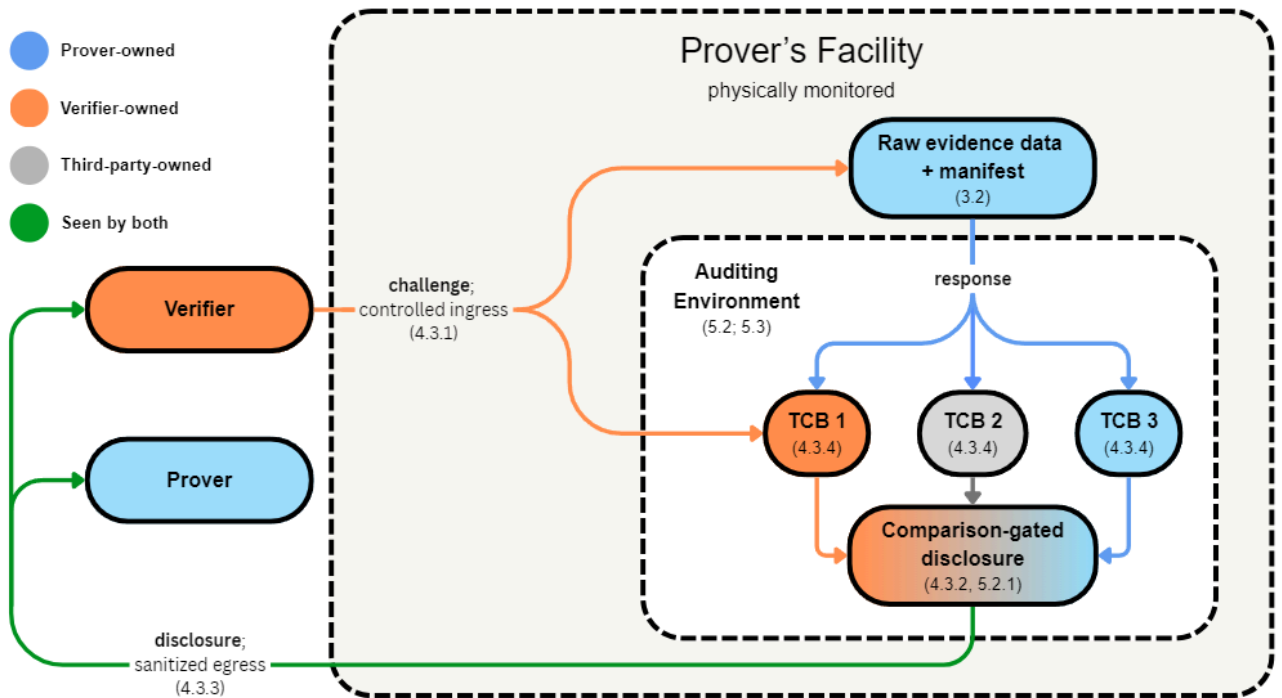 Prover-owned
Verifier-owned
Third-party-owned
Seen by both
Prover's Facility
physically monitored
Raw evidence data
+ manifest
(3.2)
Verifier
challenge;
controlled ingress
(4.3.1)
Auditing
Environment
(5.2; 5.3)
response
TCB 1
(4.3.4)
TCB 2
(4.3.4)
TCB 3
(4.3.4)
Prover
Comparison-gated
disclosure
(4.3.2, 5.2.1)
disclosure;
sanitized egress
(4.3.3)